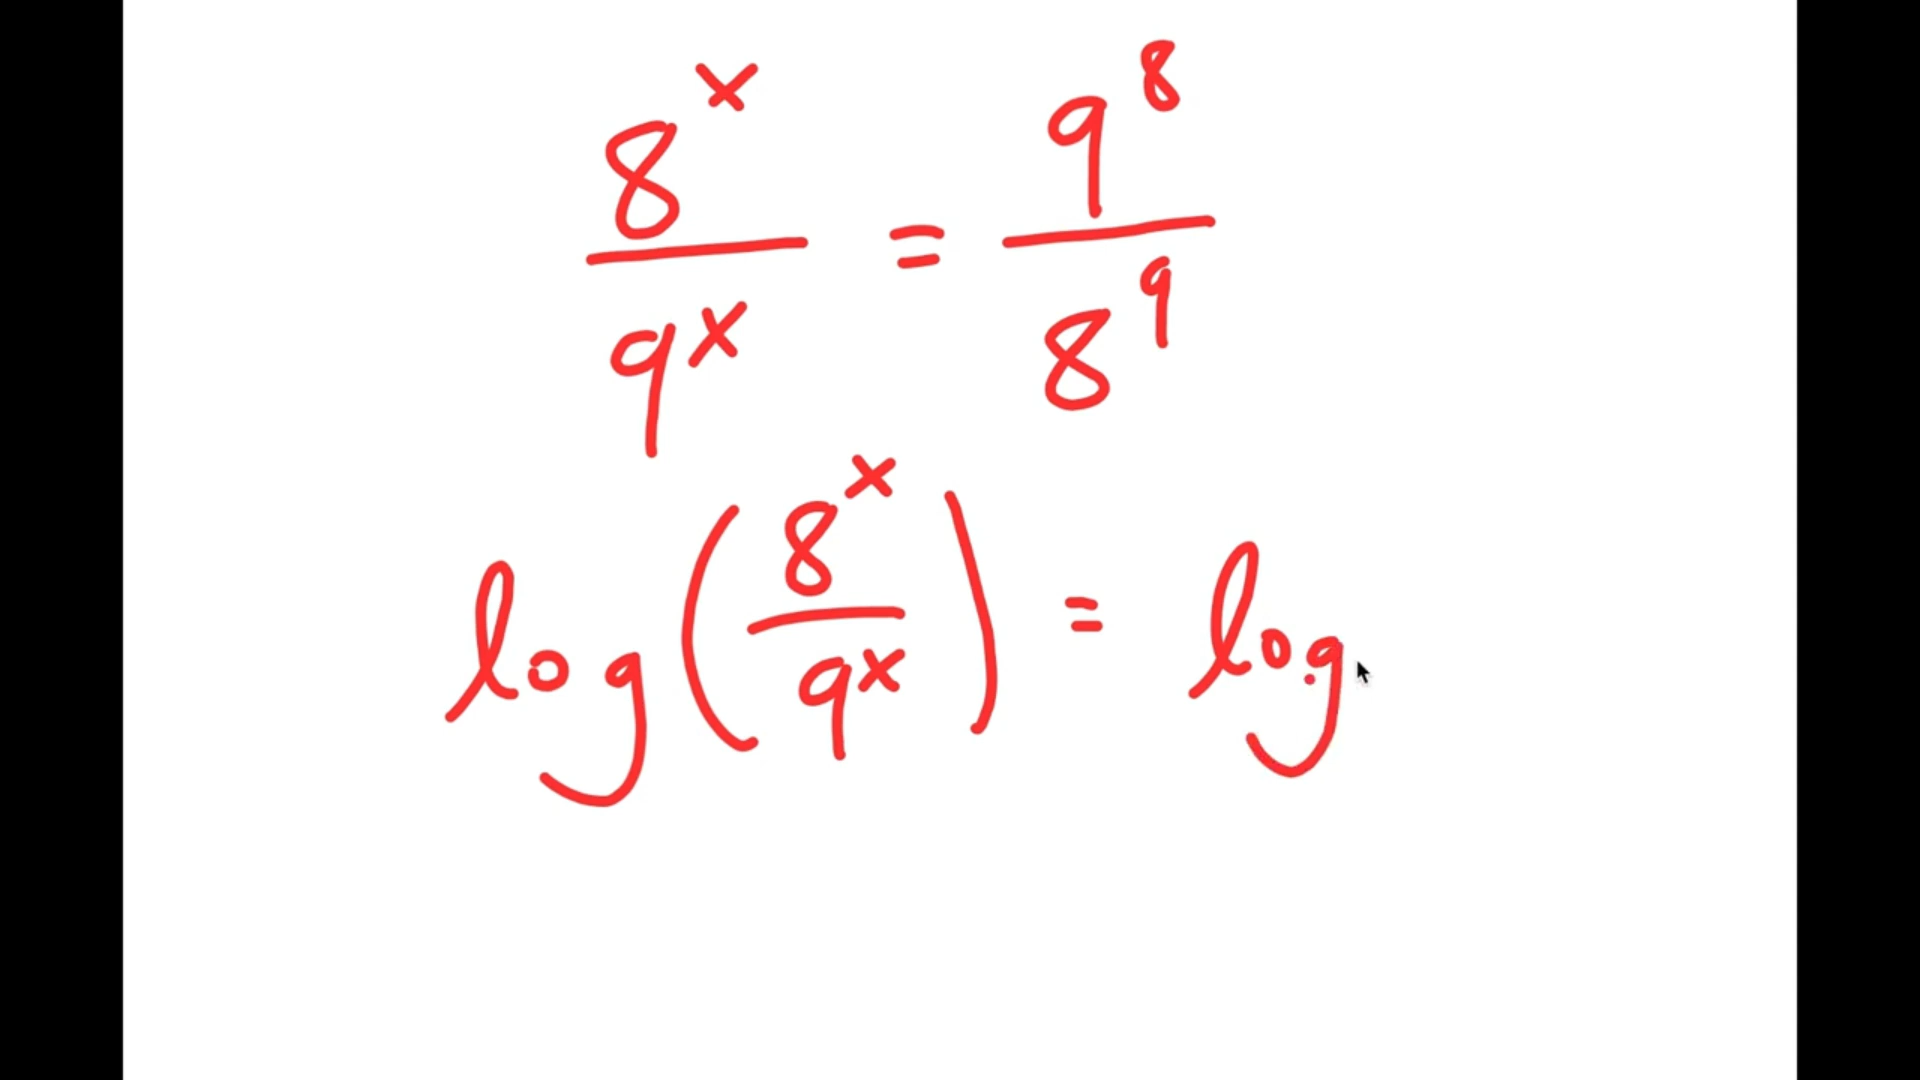 8^x / 9^x = 9^8 / 8^9
log(8^x / 9^x) = log